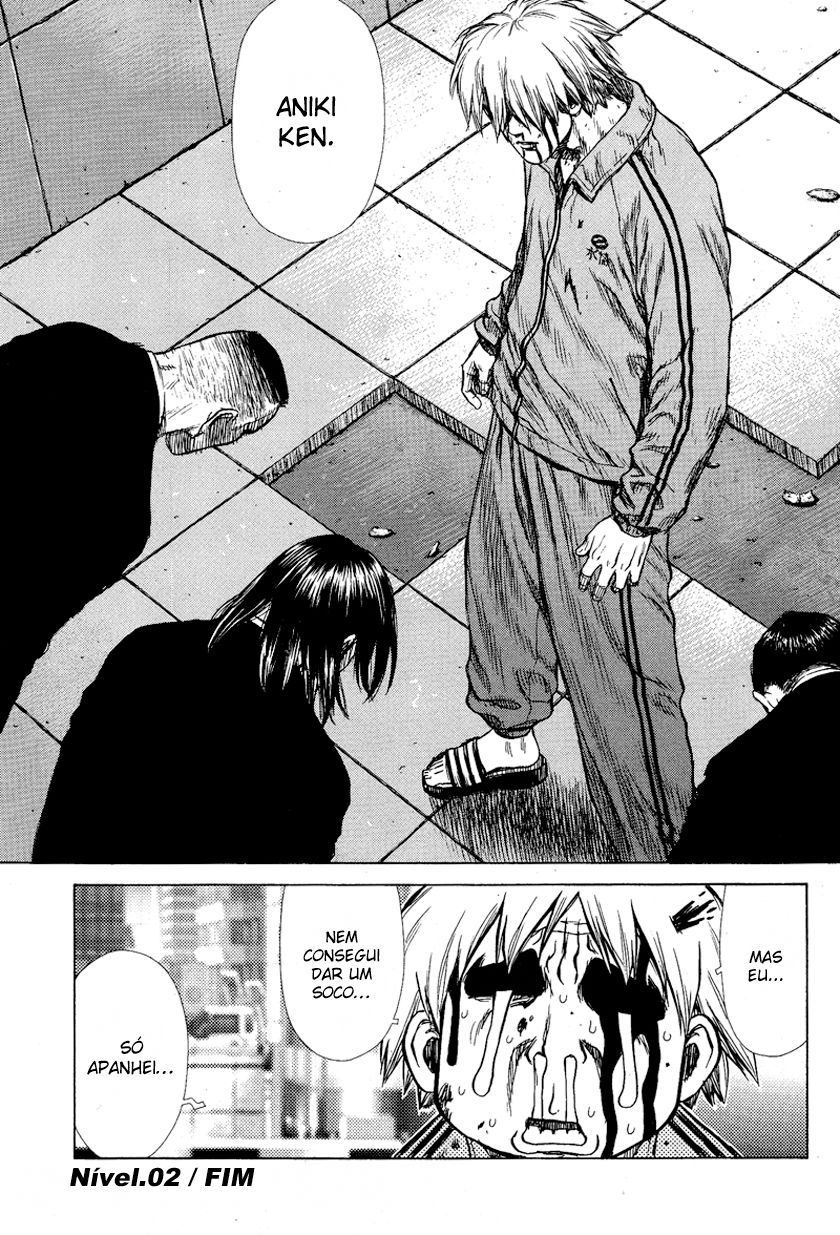 ANIKI
KEN.
MAS
EU...
NEM
CONSEGUI
DAR UM
SOCO...
SÓ
APANHEI...
Nível.02 / FIM